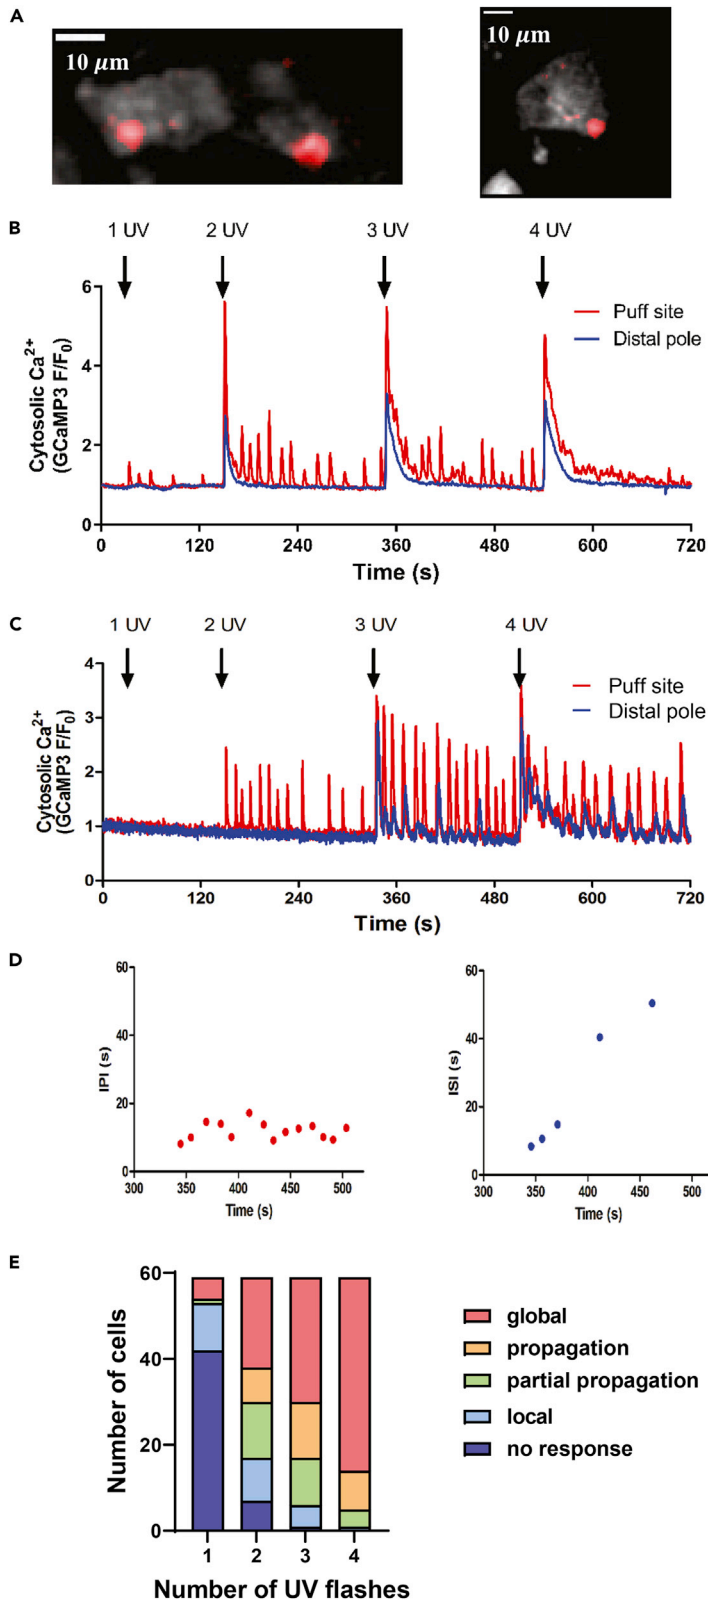 A
10 μm
10 μm
B
1 UV 2 UV 3 UV 4 UV
6
4
2
0
Cytosolic Ca²⁺
(GCaMP3 F/F₀)
Puff site
Distal pole
0 120 240 360 480 600 720
Time (s)
C
1 UV 2 UV 3 UV 4 UV
4
3
2
1
0
Cytosolic Ca²⁺
(GCaMP3 F/F₀)
Puff site
Distal pole
0 120 240 360 480 600 720
Time (s)
D
60
40
20
0
IPI (s)
300 350 400 450 500
Time (s)
60
40
20
0
ISI (s)
300 350 400 450 500
Time (s)
E
60
40
20
0
Number of cells
1 2 3 4
Number of UV flashes
global
propagation
partial propagation
local
no response